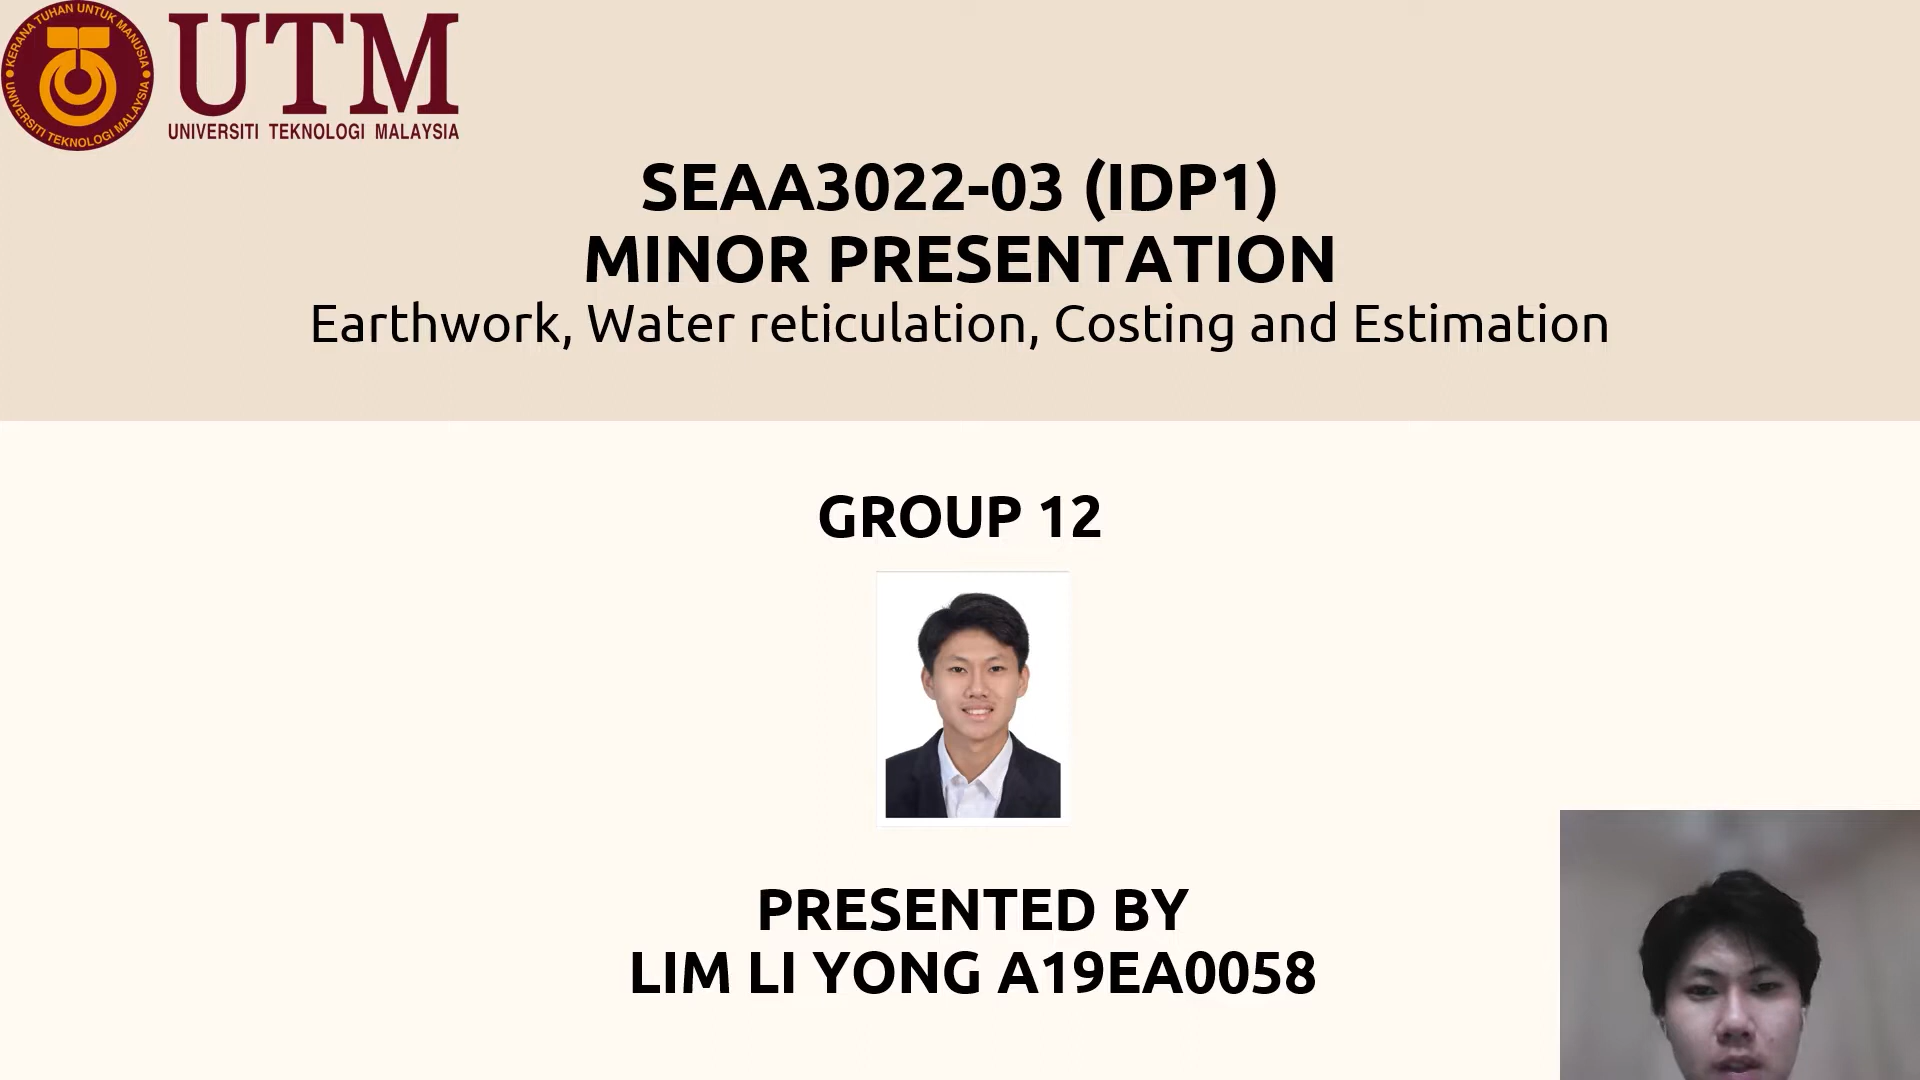 KERANA TUHAN UNTUK MANUSIA
UNIVERSITI TEKNOLOGI MALAYSIA
UTM
UNIVERSITI TEKNOLOGI MALAYSIA
SEAA3022-03 (IDP1)
MINOR PRESENTATION
Earthwork, Water reticulation, Costing and Estimation
GROUP 12
PRESENTED BY
LIM LI YONG A19EA0058